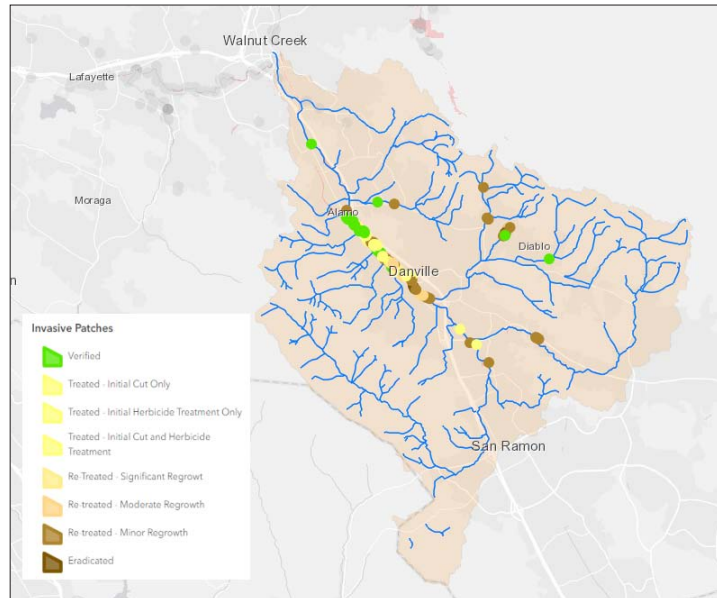 Walnut Creek
Lafayette
Moraga
Alamo
Diablo
Danville
n
Invasive Patches
Verified
Treated - Initial Cut Only
Treated - Initial Herbicide Treatment Only
Treated - Initial Cut and Herbicide
Treatment
Re-Treated - Significant Regrowt
Re-treated - Moderate Regrowth
Re-treated - Minor Regrowth
Eradicated
San Ramon